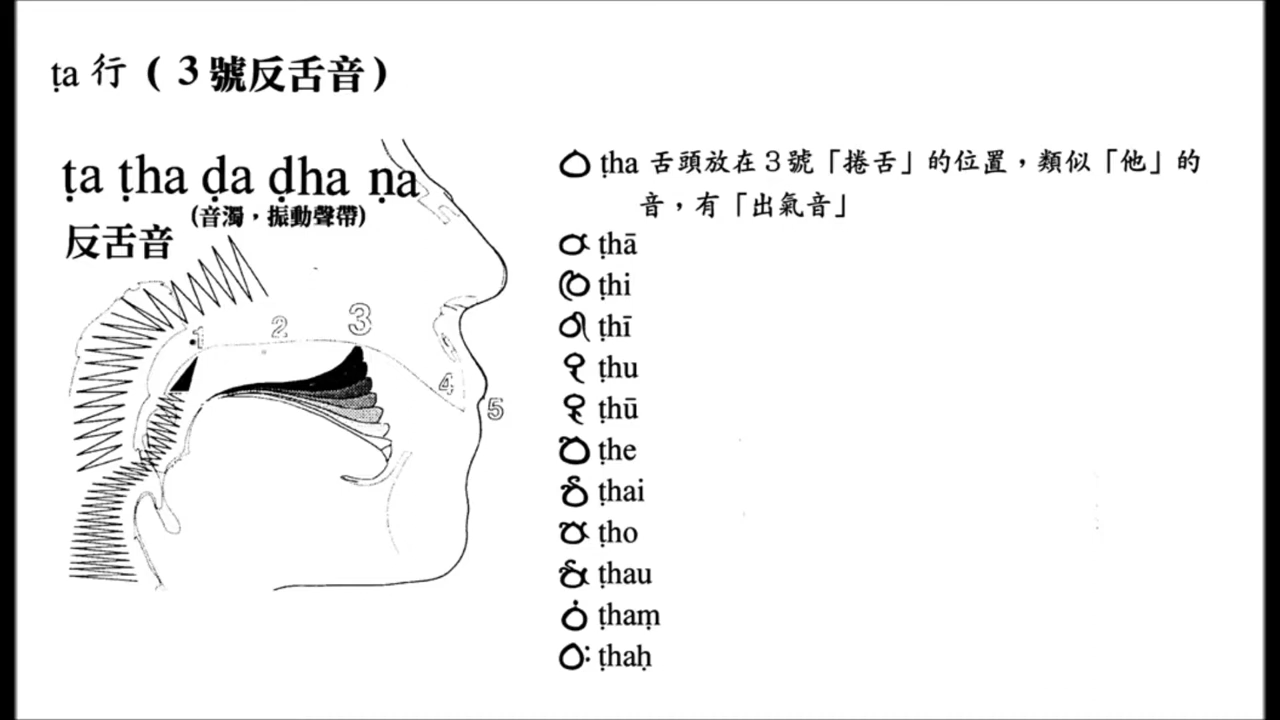 ṭa 行（３號反舌音）
ṭa ṭha ḍa ḍha ṇa
(音濁，振動聲帶)
反舌音
1
2
3
4
5
ṭha 舌頭放在３號「捲舌」的位置，類似「他」的
音，有「出氣音」
ṭhā
ṭhi
ṭhī
ṭhu
ṭhū
ṭhe
ṭhai
ṭho
ṭhau
ṭhaṃ
ṭhaḥ